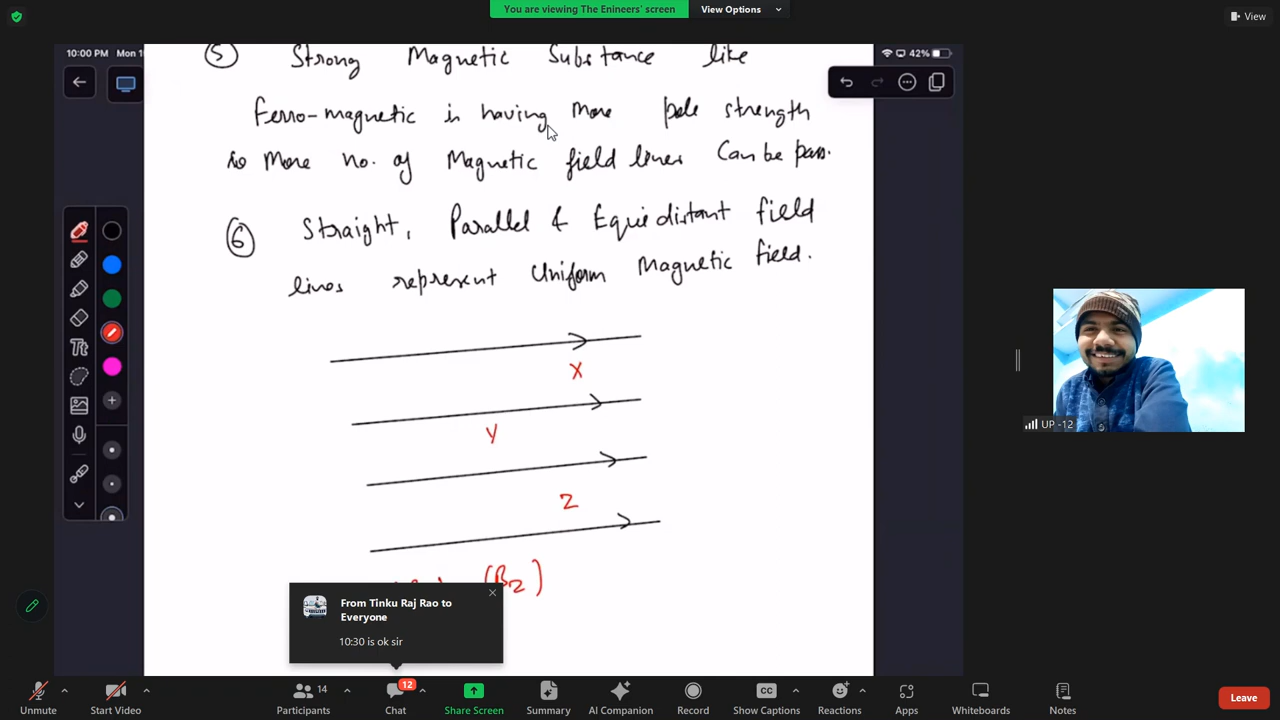 You are viewing The Enineers' screen
View Options
View
10:00 PM Mon 1
42%
(5) Strong Magnetic Substance like
Ferro-magnetic is having More pole strength
so More no. of Magnetic field lines Can be pass.
(6) Straight, Parallel & Equidistant field
lines represent Uniform Magnetic field.
X
Y
Z
(B2)
Tt
From Tinku Raj Rao to
Everyone
10:30 is ok sir
UP -12
12
14
CC
Unmute
Start Video
Participants
Chat
Share Screen
Summary
AI Companion
Record
Show Captions
Reactions
Apps
Whiteboards
Notes
Leave